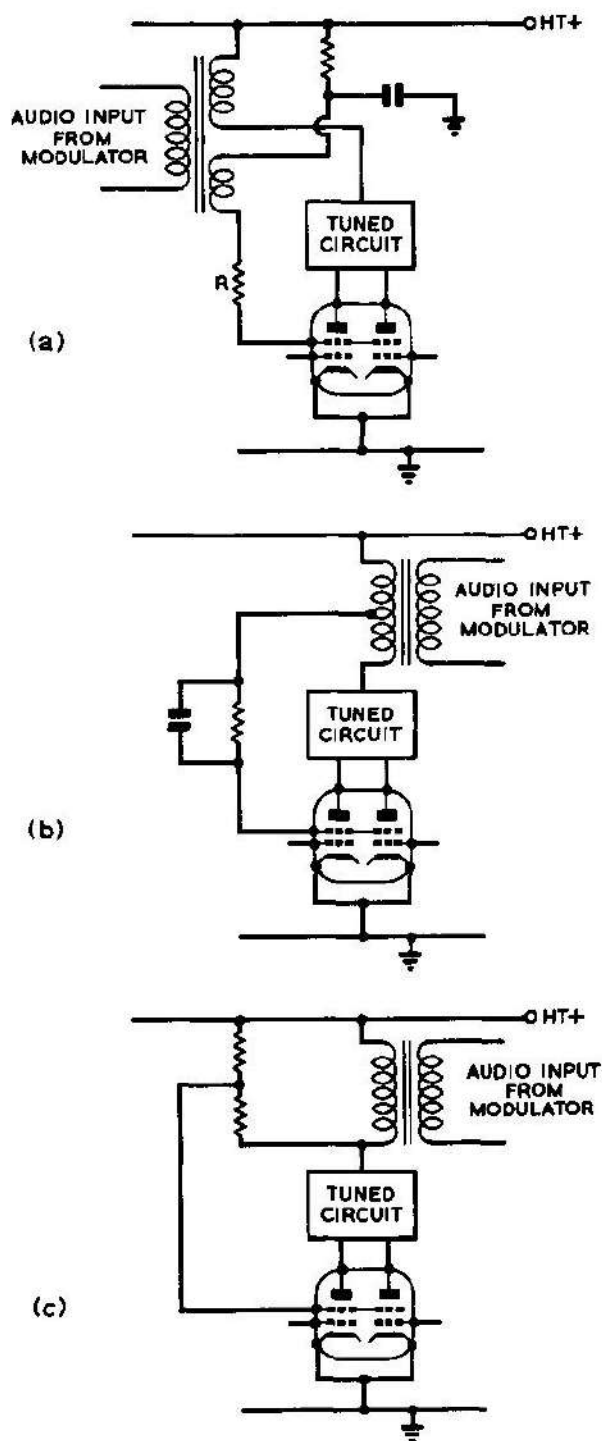 HT+
AUDIO INPUT
FROM
MODULATOR
TUNED
CIRCUIT
R
(a)
HT+
AUDIO INPUT
FROM
MODULATOR
TUNED
CIRCUIT
(b)
HT+
AUDIO INPUT
FROM
MODULATOR
TUNED
CIRCUIT
(c)